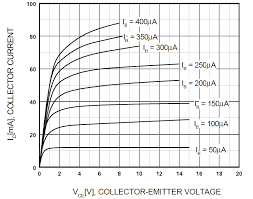 100
80
60
40
20
0
I_C[mA], COLLECTOR CURRENT
I_B = 400μA
I_B = 350μA
I_B = 300μA
I_B = 250μA
I_B = 200μA
I_B = 150μA
I_B = 100μA
I_B = 50μA
0 2 4 6 8 10 12 14 16 18 20
V_CE[V], COLLECTOR-EMITTER VOLTAGE